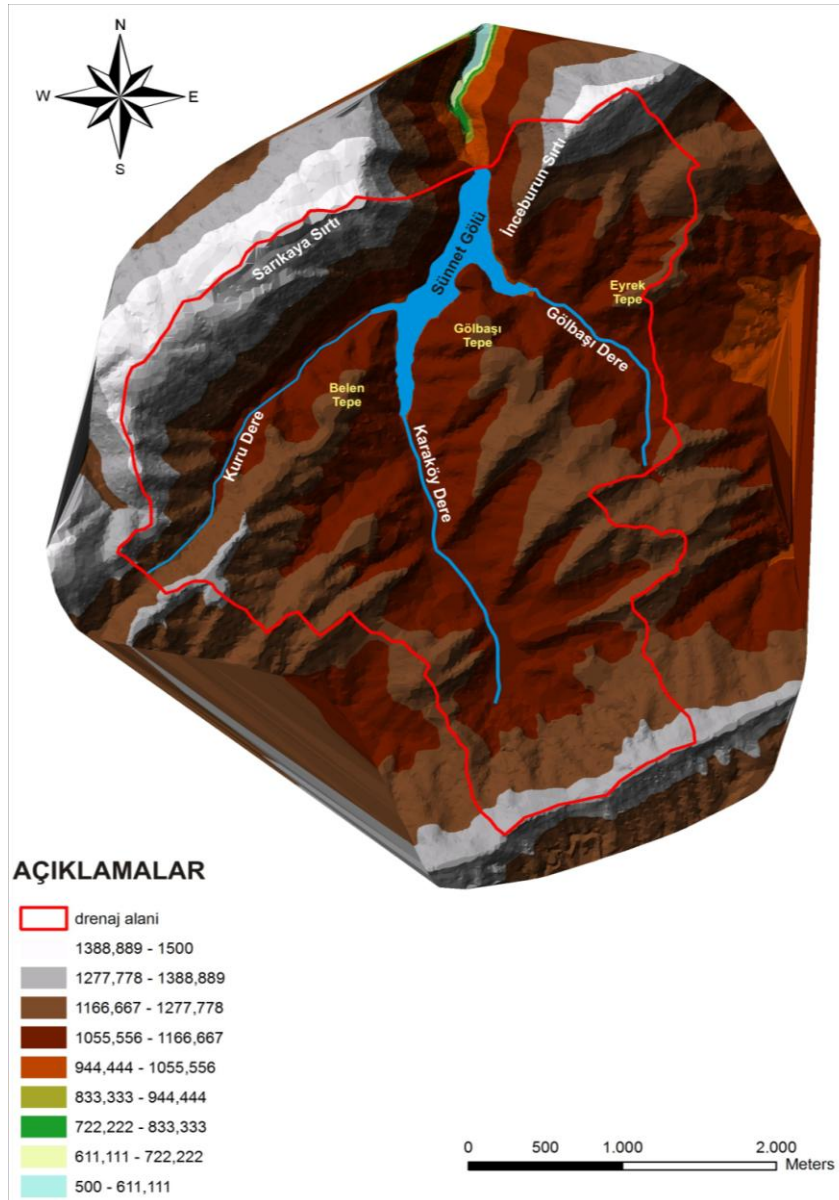 N
W E
S
İnceburun Sırtı
Sarıkaya Sırtı
Sünnet Gölü
Eyrek
Tepe
Gölbaşı
Tepe
Gölbaşı Dere
Belen
Tepe
Kuru Dere
Karaköy Dere
AÇIKLAMALAR
drenaj alani
1388,889 - 1500
1277,778 - 1388,889
1166,667 - 1277,778
1055,556 - 1166,667
944,444 - 1055,556
833,333 - 944,444
722,222 - 833,333
611,111 - 722,222
500 - 611,111
0 500 1.000 2.000
Meters